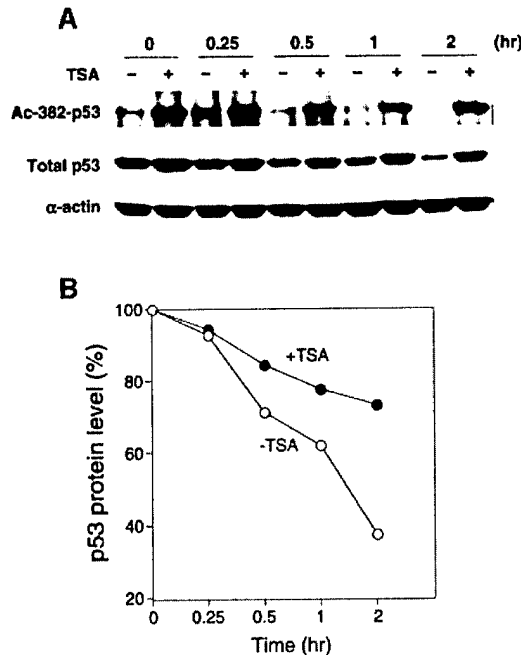 A
0 0.25 0.5 1 2 (hr)
TSA - + - + - + - + - +
Ac-382-p53
Total p53
α-actin
B
100
80
60
40
20
p53 protein level (%)
+TSA
-TSA
0 0.25 0.5 1 2
Time (hr)